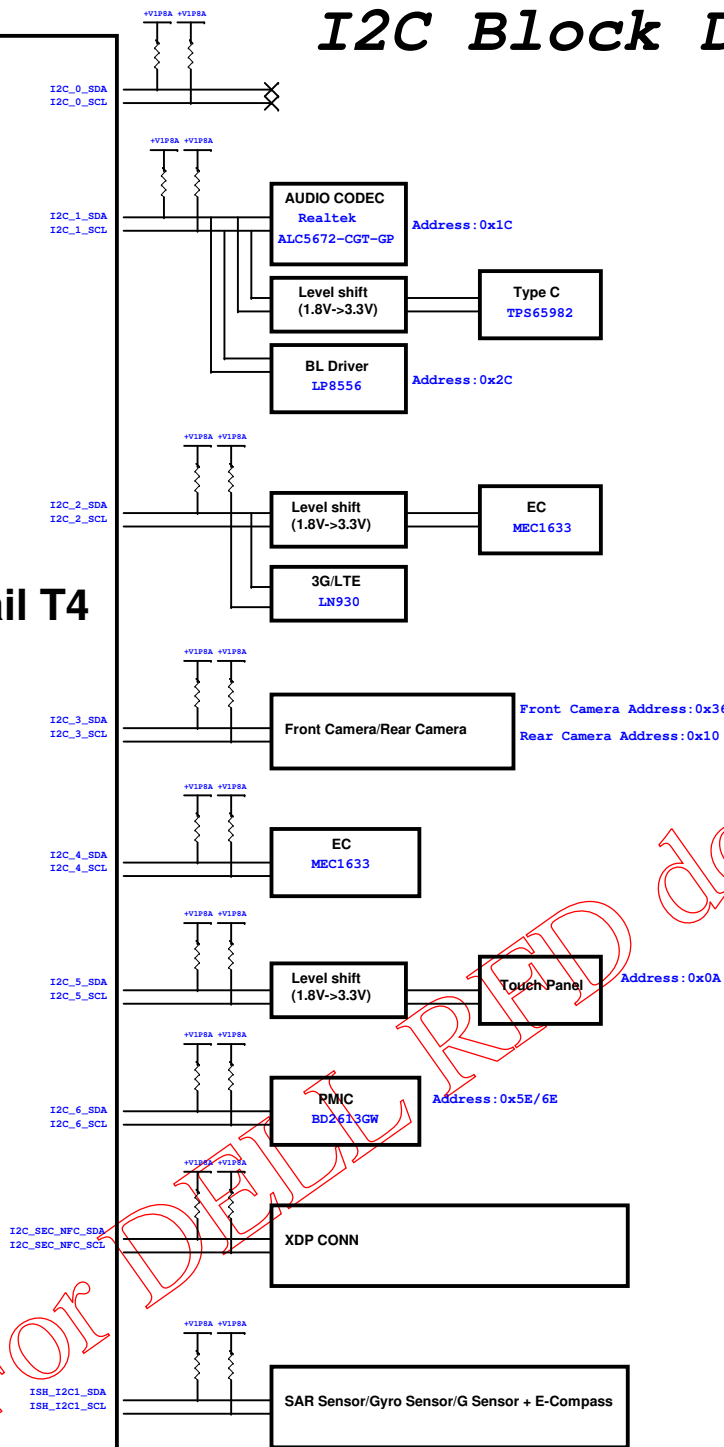 I2C Block D
+V1P8A +V1P8A
I2C_0_SDA
I2C_0_SCL
+V1P8A +V1P8A
I2C_1_SDA
I2C_1_SCL
AUDIO CODEC
Realtek
ALC5672-CGT-GP
Address:0x1C
Level shift
(1.8V->3.3V)
Type C
TPS65982
BL Driver
LP8556
Address:0x2C
+V1P8A +V1P8A
I2C_2_SDA
I2C_2_SCL
Level shift
(1.8V->3.3V)
EC
MEC1633
3G/LTE
LN930
il T4
+V1P8A +V1P8A
I2C_3_SDA
I2C_3_SCL
Front Camera/Rear Camera
Front Camera Address:0x36
Rear Camera Address:0x10
+V1P8A +V1P8A
I2C_4_SDA
I2C_4_SCL
EC
MEC1633
+V1P8A +V1P8A
I2C_5_SDA
I2C_5_SCL
Level shift
(1.8V->3.3V)
Touch Panel
Address:0x0A
+V1P8A +V1P8A
I2C_6_SDA
I2C_6_SCL
PMIC
BD2613GW
Address:0x5E/6E
+V1P8A +V1P8A
I2C_SEC_NFC_SDA
I2C_SEC_NFC_SCL
XDP CONN
+V1P8A +V1P8A
ISH_I2C1_SDA
ISH_I2C1_SCL
SAR Sensor/Gyro Sensor/G Sensor + E-Compass
For DELL RFD do